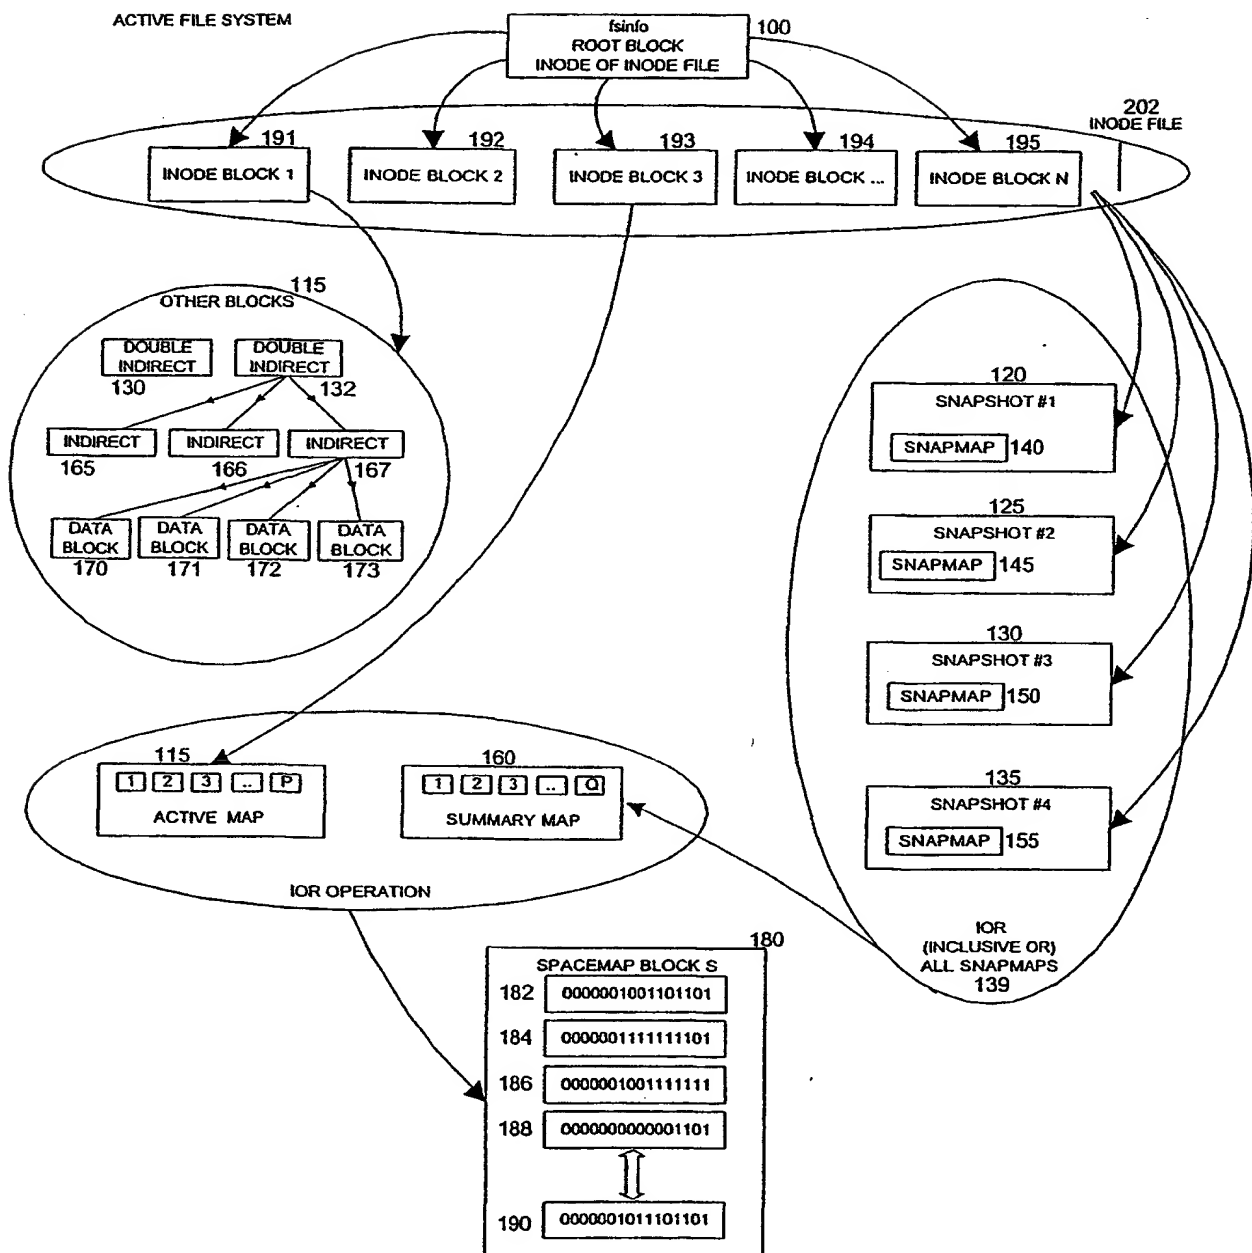 ACTIVE FILE SYSTEM
fsinfo
ROOT BLOCK
INODE OF INODE FILE
100
202
INODE FILE
191
192
193
194
195
INODE BLOCK 1
INODE BLOCK 2
INODE BLOCK 3
INODE BLOCK ...
INODE BLOCK N
115
OTHER BLOCKS
DOUBLE
INDIRECT
130
DOUBLE
INDIRECT
132
INDIRECT
165
INDIRECT
166
INDIRECT
167
DATA
BLOCK
170
DATA
BLOCK
171
DATA
BLOCK
172
DATA
BLOCK
173
120
SNAPSHOT #1
SNAPMAP 140
125
SNAPSHOT #2
SNAPMAP 145
130
SNAPSHOT #3
SNAPMAP 150
135
SNAPSHOT #4
SNAPMAP 155
IOR
(INCLUSIVE OR)
ALL SNAPMAPS
139
115
1 2 3 .. P
ACTIVE MAP
160
1 2 3 .. Q
SUMMARY MAP
IOR OPERATION
180
SPACEMAP BLOCK S
182 0000001001101101
184 0000001111111101
186 0000001001111111
188 0000000000001101
190 0000001011101101